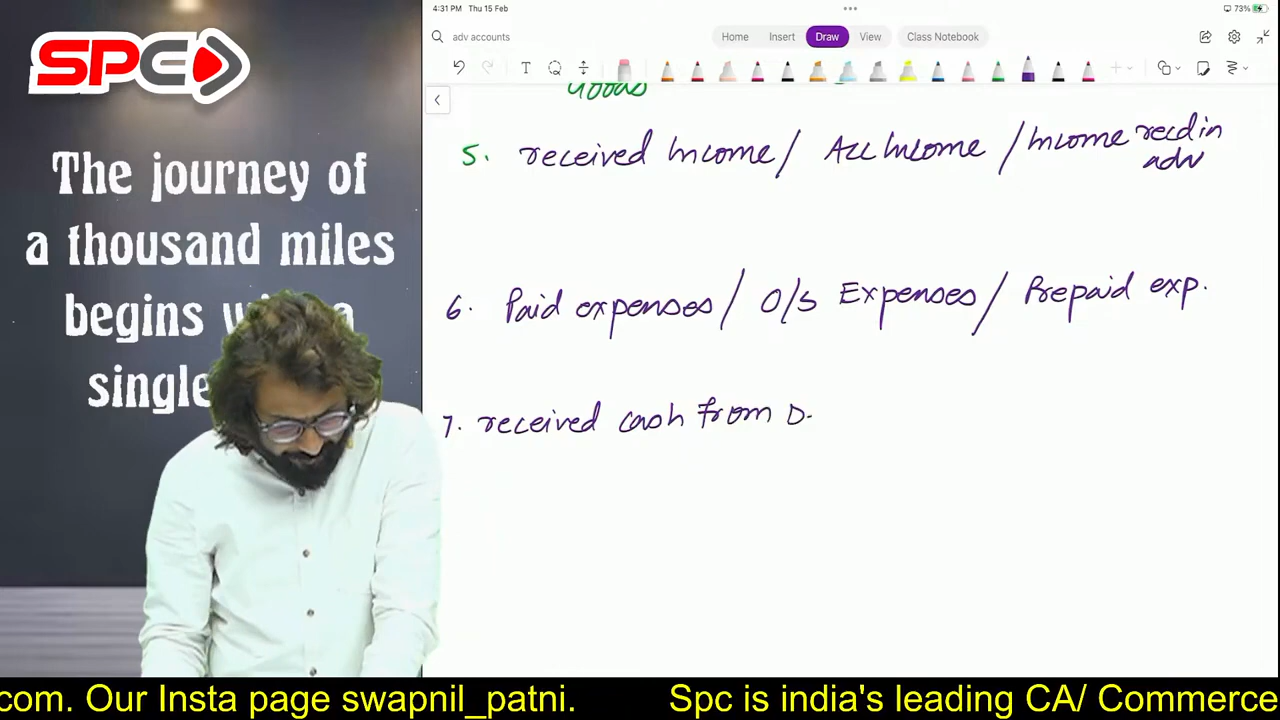 4:31 PM Thu 15 Feb
73%
adv accounts
Home Insert Draw View Class Notebook
SPC
The journey of
a thousand miles
begins
single
Goods
5. received Income / Acc Income / Income recd in
adv
6. Paid expenses / O/S Expenses / Prepaid exp.
7. received cash from D.
com. Our Insta page swapnil_patni. Spc is india's leading CA/ Commerce